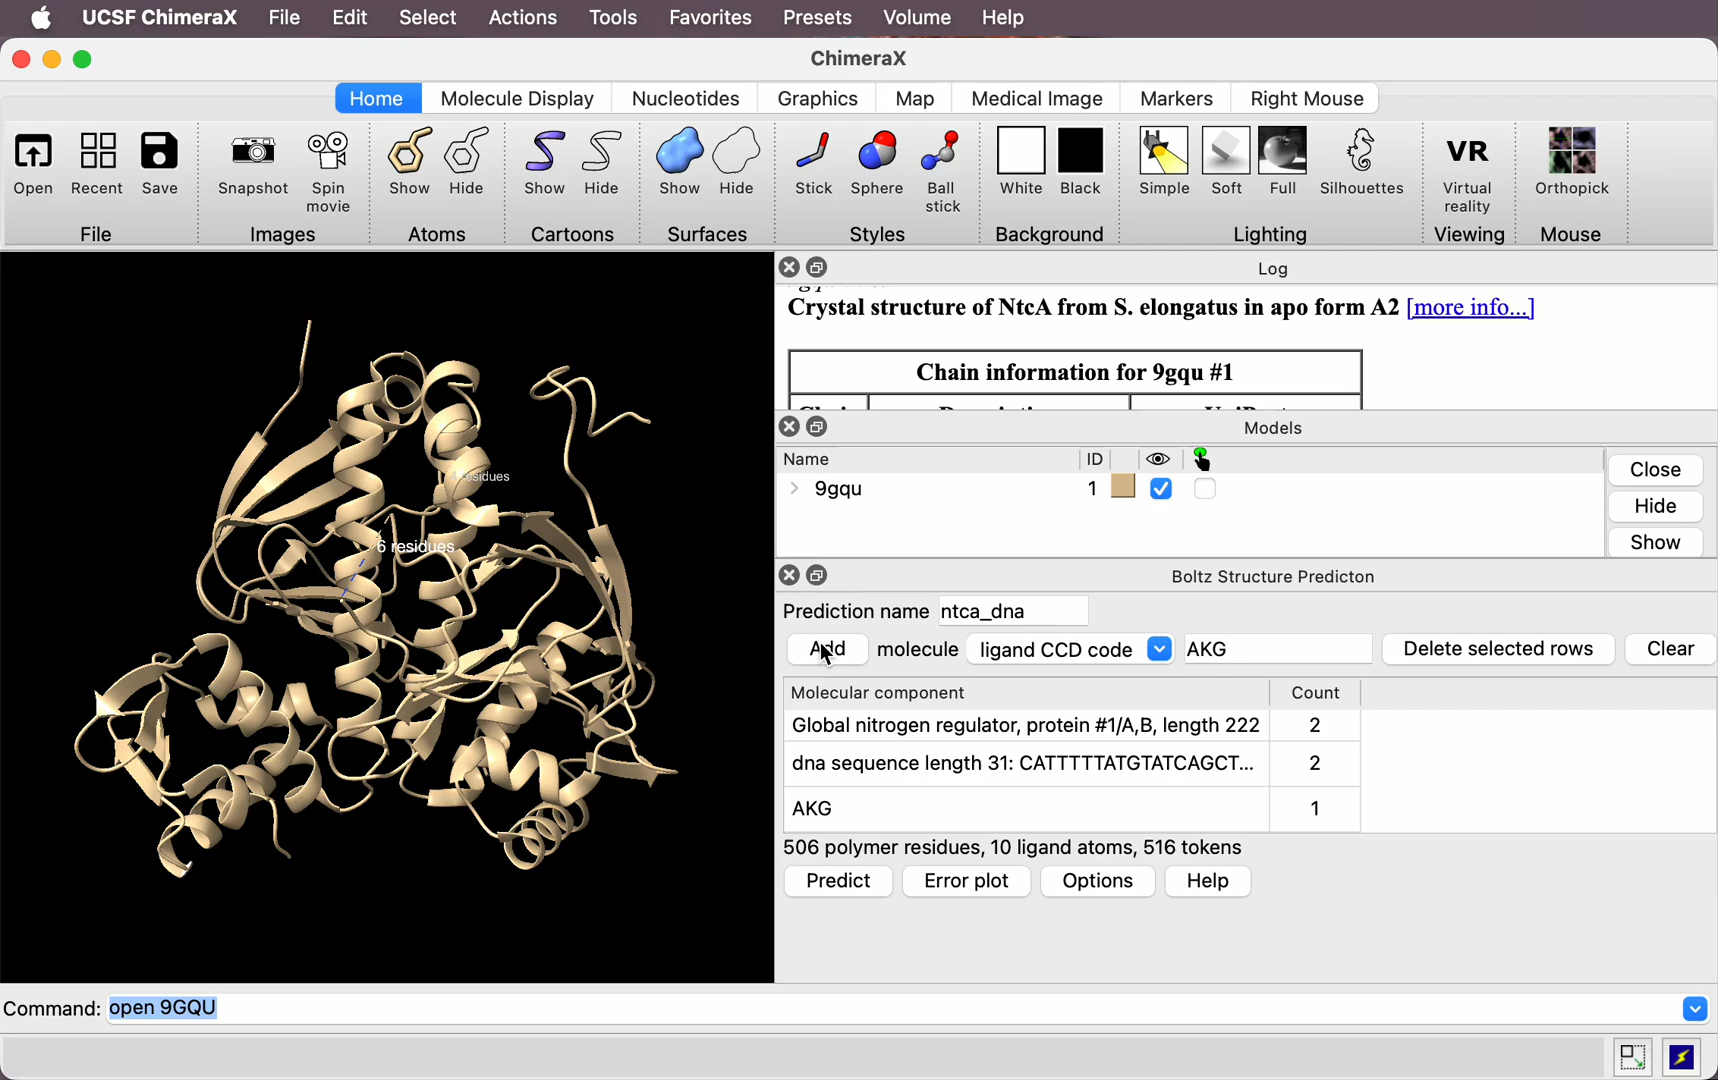 UCSF ChimeraX File Edit Select Actions Tools Favorites Presets Volume Help
ChimeraX
Home Molecule Display Nucleotides Graphics Map Medical Image Markers Right Mouse
Open Recent Save Snapshot Spin movie Show Hide Show Hide Show Hide Stick Sphere Ball stick White Black Simple Soft Full Silhouettes VR Virtual reality Orthopick
File Images Atoms Cartoons Surfaces Styles Background Lighting Viewing Mouse
Log
Crystal structure of NtcA from S. elongatus in apo form A2 [more info...]
Chain information for 9gqu #1
Models
Name ID
9gqu 1
Close
Hide
Show
residues
6 residues
Boltz Structure Predicton
Prediction name ntca_dna
Add molecule ligand CCD code AKG Delete selected rows Clear
Molecular component Count
Global nitrogen regulator, protein #1/A,B, length 222 2
dna sequence length 31: CATTTTTATGTATCAGCT... 2
AKG 1
506 polymer residues, 10 ligand atoms, 516 tokens
Predict Error plot Options Help
Command: open 9GQU